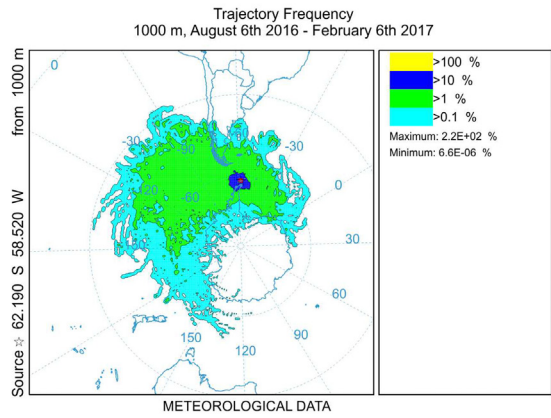 Trajectory Frequency
1000 m, August 6th 2016 - February 6th 2017
Source ☆ 62.190 S 58.520 W from 1000 m
>100 %
>10 %
>1 %
>0.1 %
Maximum: 2.2E+02 %
Minimum: 6.6E-06 %
0
-30
-30
0
30
-60
60
90
150
120
METEOROLOGICAL DATA